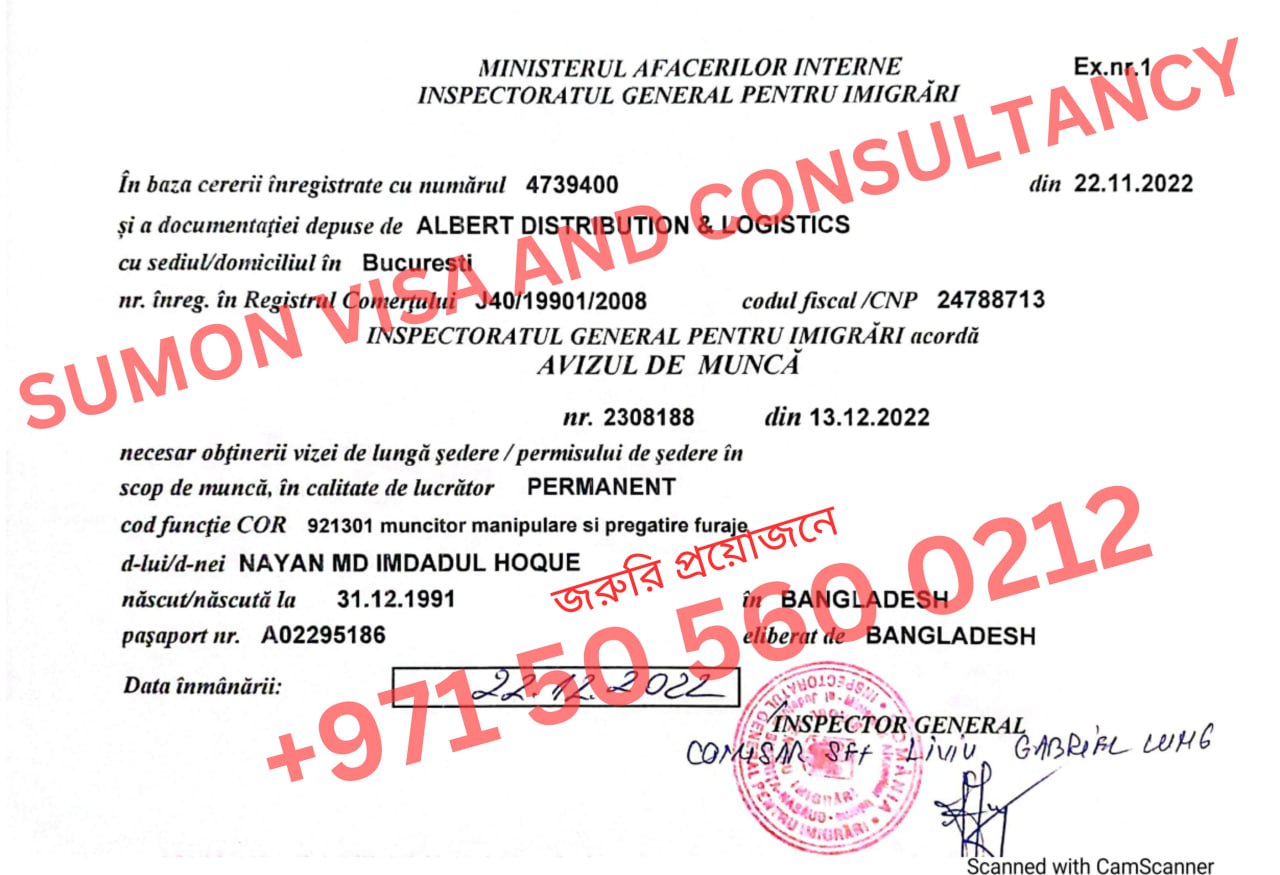 MINISTERUL AFACERILOR INTERNE
Ex.nr.1
INSPECTORATUL GENERAL PENTRU IMIGRĂRI
În baza cererii înregistrate cu numărul 4739400 din 22.11.2022
și a documentației depuse de ALBERT DISTRIBUTION & LOGISTICS
cu sediul/domiciliul în Bucuresti
nr. înreg. în Registrul Comerțului J40/19901/2008 codul fiscal /CNP 24788713
INSPECTORATUL GENERAL PENTRU IMIGRĂRI acordă
AVIZUL DE MUNCĂ
nr. 2308188 din 13.12.2022
necesar obţinerii vizei de lungă şedere / permisului de şedere în
scop de muncă, în calitate de lucrător PERMANENT
cod funcţie COR 921301 muncitor manipulare si pregatire furaje
d-lui/d-nei NAYAN MD IMDADUL HOQUE
născut/născută la 31.12.1991 în BANGLADESH
paşaport nr. A02295186 eliberat de BANGLADESH
Data înmânării: 22.12.2022
INSPECTOR GENERAL
COMISAR LIVIU GABRIEL
SUMON VISA AND CONSULTANCY
জরুরি প্রয়োজনে
+971 50 560 0212
PENTRU IMIGRĂRI
Scanned with CamScanner